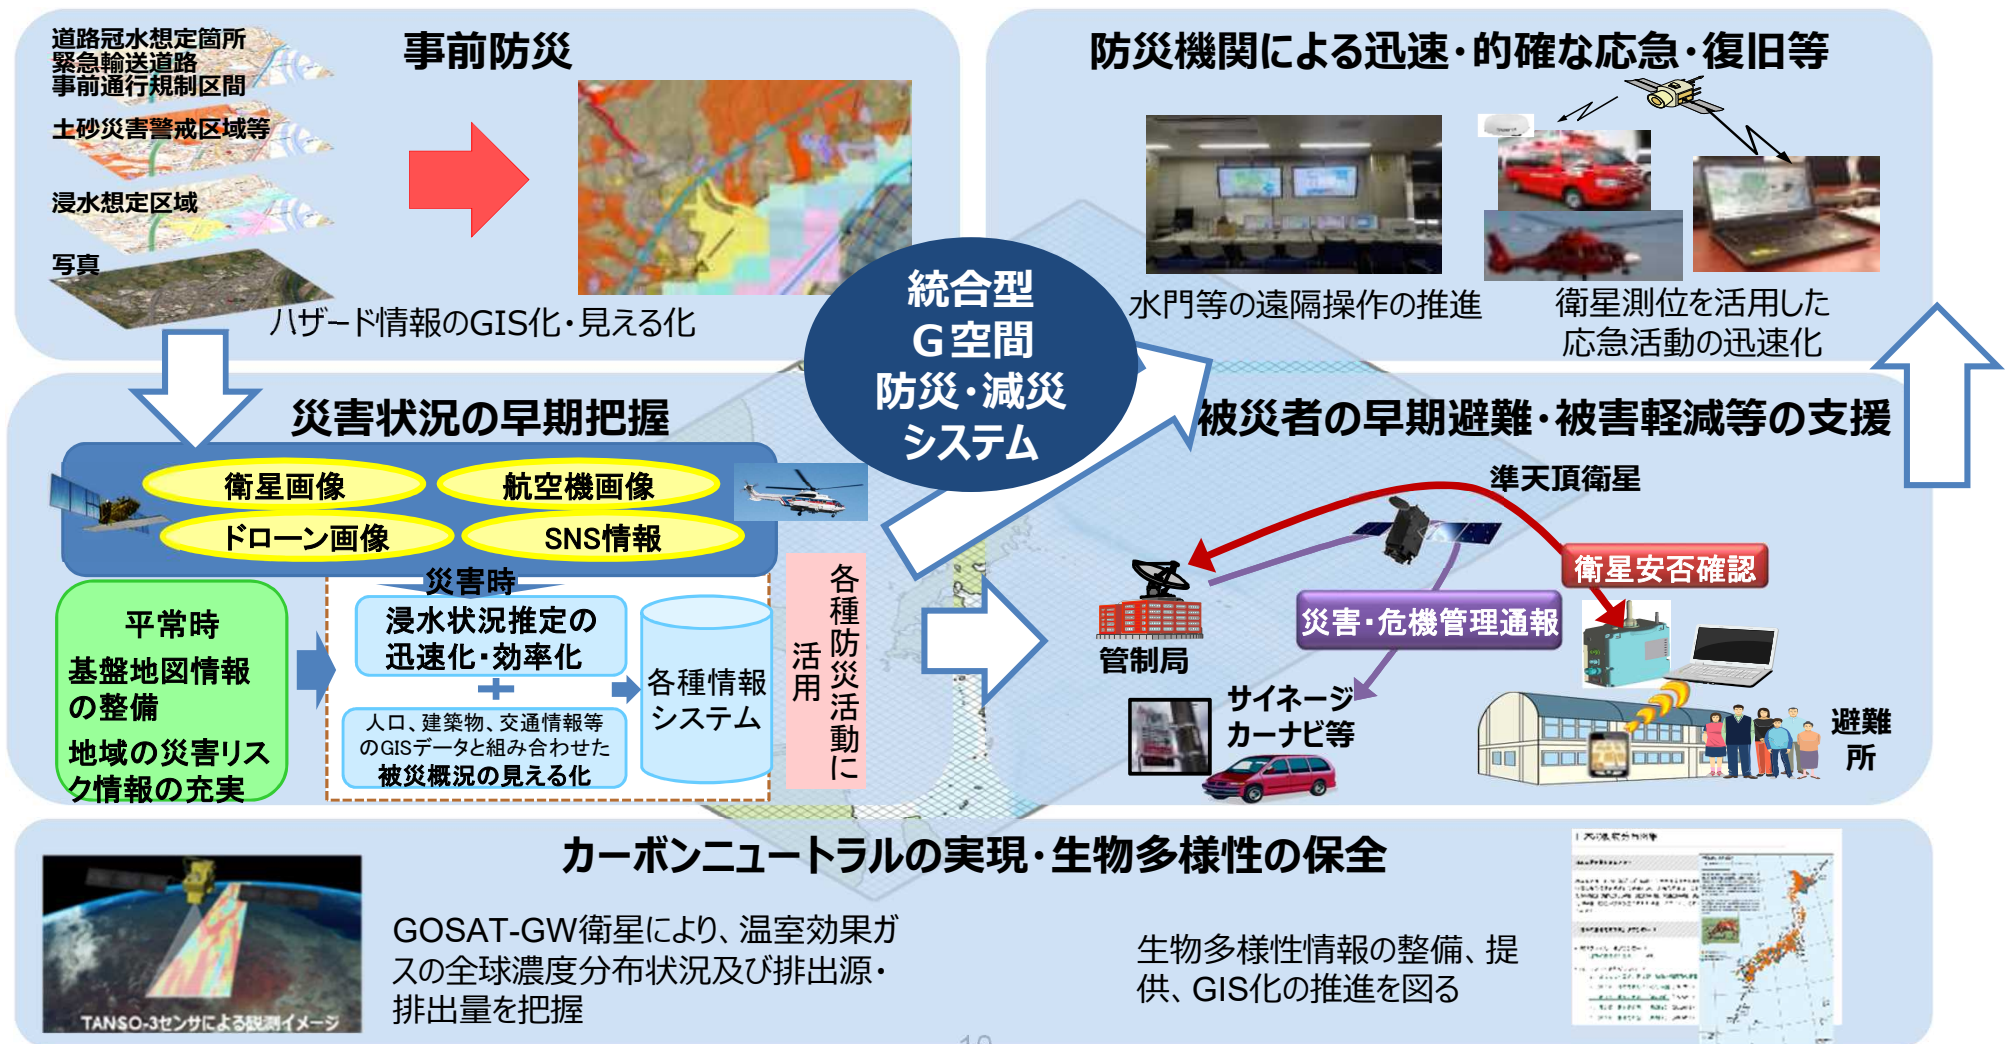 事前防災
道路冠水想定箇所
緊急輸送道路
事前通行規制区間
土砂災害警戒区域等
浸水想定区域
写真
ハザード情報のGIS化・見える化
防災機関による迅速・的確な応急・復旧等
水門等の遠隔操作の推進
衛星測位を活用した
応急活動の迅速化
統合型
G空間
防災・減災
システム
災害状況の早期把握
衛星画像
航空機画像
ドローン画像
SNS情報
平常時
基盤地図情報
の整備
地域の災害リス
ク情報の充実
災害時
浸水状況推定の
迅速化・効率化
人口、建築物、交通情報等
のGISデータと組み合わせた
被災概況の見える化
各種情報
システム
各種防災活動に
活用
被災者の早期避難・被害軽減等の支援
準天頂衛星
衛星安否確認
災害・危機管理通報
管制局
サイネージ
カーナビ等
避難
所
カーボンニュートラルの実現・生物多様性の保全
TANSO-3センサによる観測イメージ
GOSAT-GW衛星により、温室効果ガ
スの全球濃度分布状況及び排出源・
排出量を把握
生物多様性情報の整備、提
供、GIS化の推進を図る